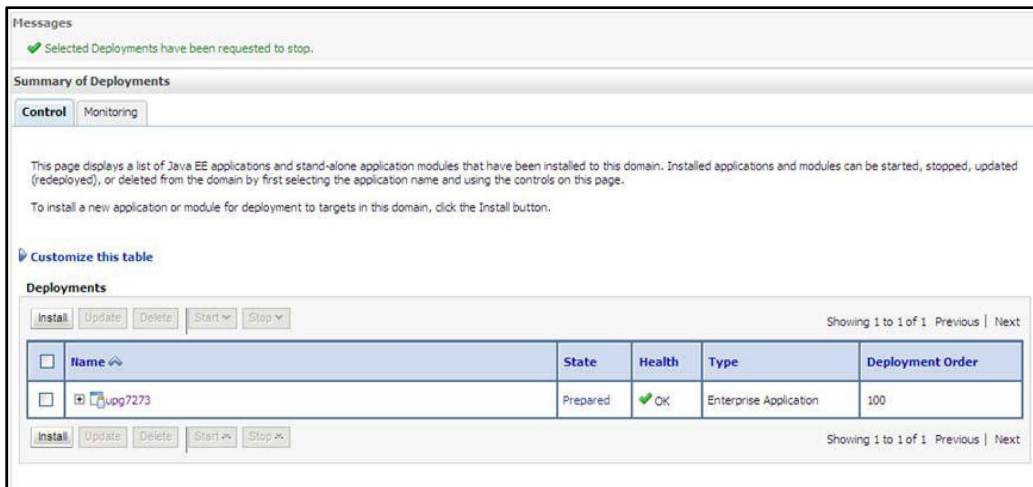 Messages
Selected Deployments have been requested to stop.
Summary of Deployments
Control Monitoring
This page displays a list of Java EE applications and stand-alone application modules that have been installed to this domain. Installed applications and modules can be started, stopped, updated
(redeployed), or deleted from the domain by first selecting the application name and using the controls on this page.
To install a new application or module for deployment to targets in this domain, click the Install button.
Customize this table
Deployments
Install Update Delete Start Stop Showing 1 to 1 of 1 Previous | Next
Name State Health Type Deployment Order
upg7273 Prepared OK Enterprise Application 100
Install Update Delete Start Stop Showing 1 to 1 of 1 Previous | Next